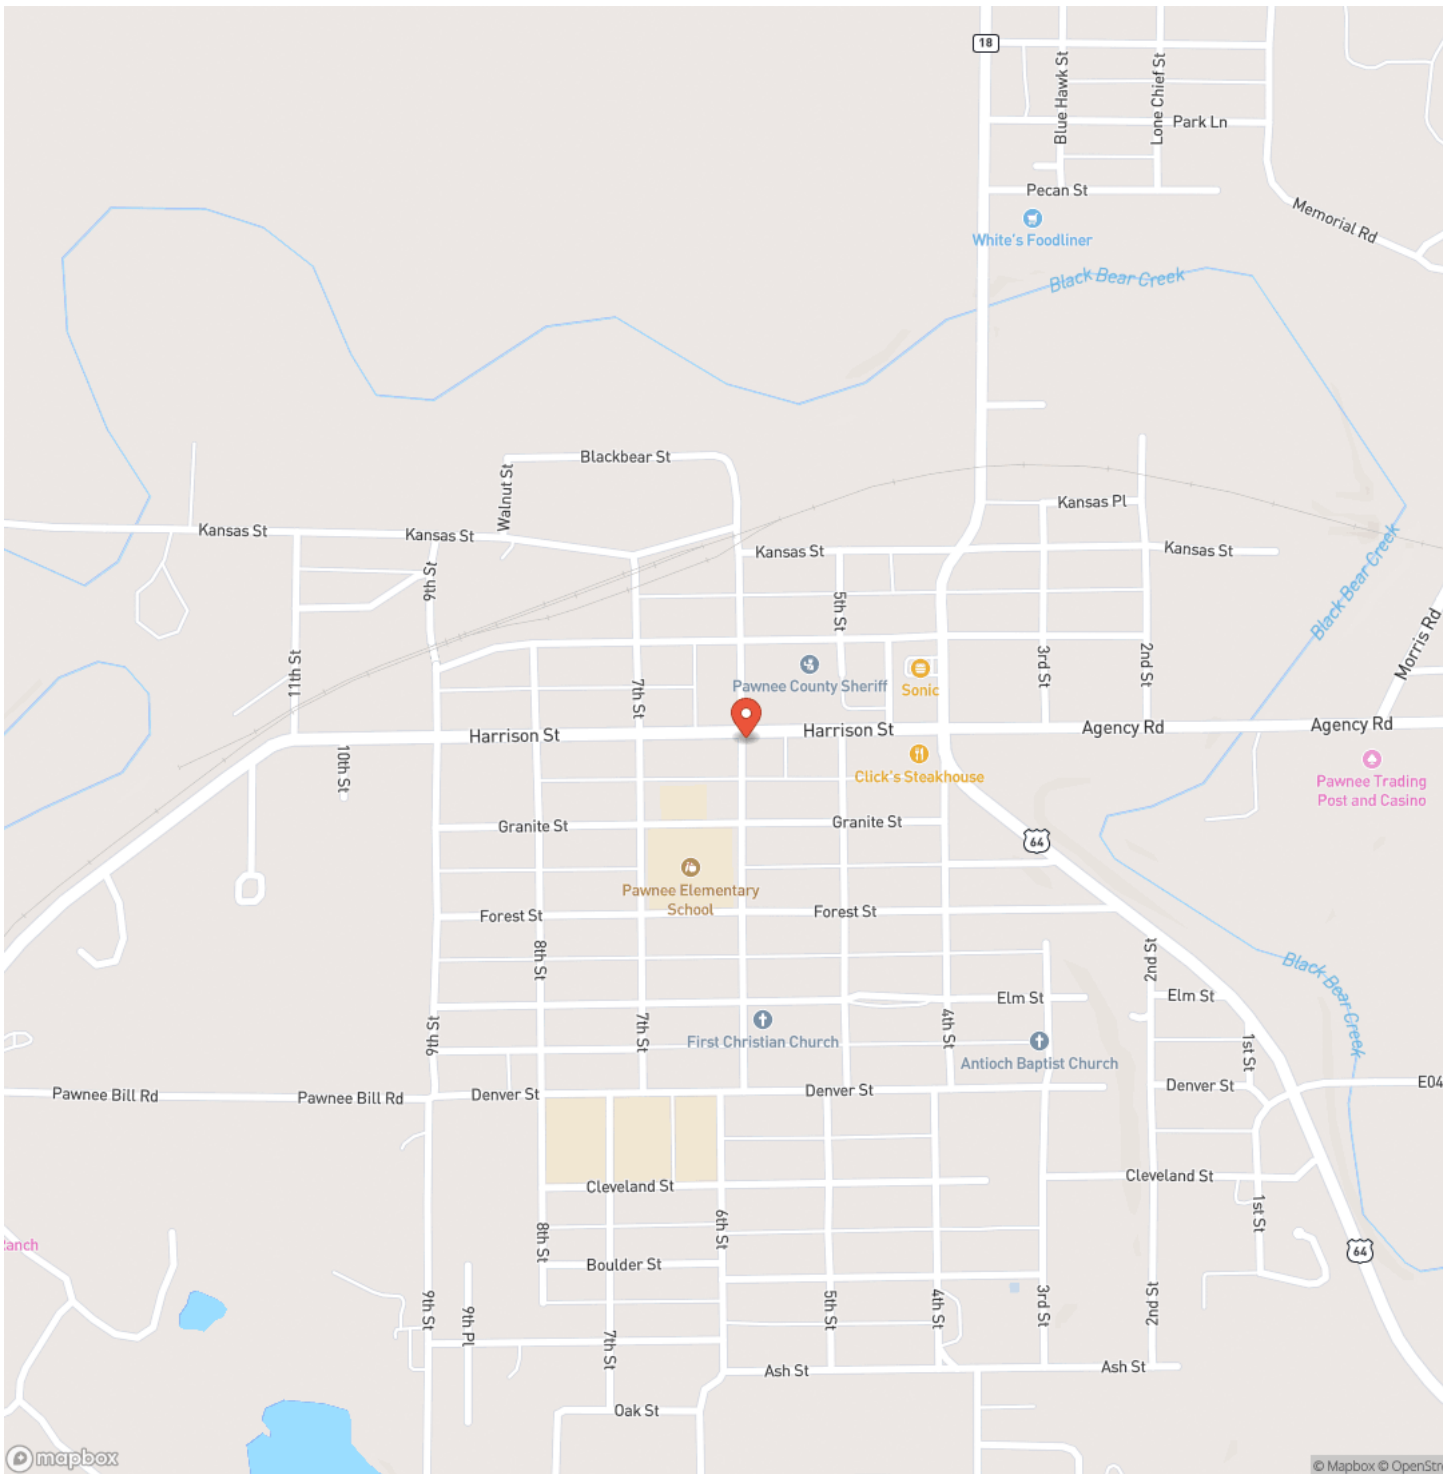 18
Blue Hawk St
Lone Chief St
Park Ln
Pecan St
Memorial Rd
White's Foodliner
Black Bear Creek
Blackbear St
Walnut St
Kansas Pl
Kansas St
Kansas St
Kansas St
Kansas St
Black Bear Creek
9th St
5th St
Morris Rd
11th St
7th St
Pawnee County Sheriff
Sonic
3rd St
2nd St
Harrison St
Harrison St
Agency Rd
Agency Rd
10th St
Click's Steakhouse
Pawnee Trading
Post and Casino
Granite St
Granite St
64
Pawnee Elementary
School
Forest St
Forest St
8th St
2nd St
Black Bear Creek
Elm St
Elm St
9th St
7th St
First Christian Church
4th St
Antioch Baptist Church
1st St
Pawnee Bill Rd
Pawnee Bill Rd
Denver St
Denver St
Denver St
E04
Cleveland St
Cleveland St
8th St
6th St
1st St
anch
64
Boulder St
9th St
9th Pl
7th St
5th St
4th St
3rd St
2nd St
Ash St
Ash St
Oak St
mapbox
© Mapbox © OpenStre